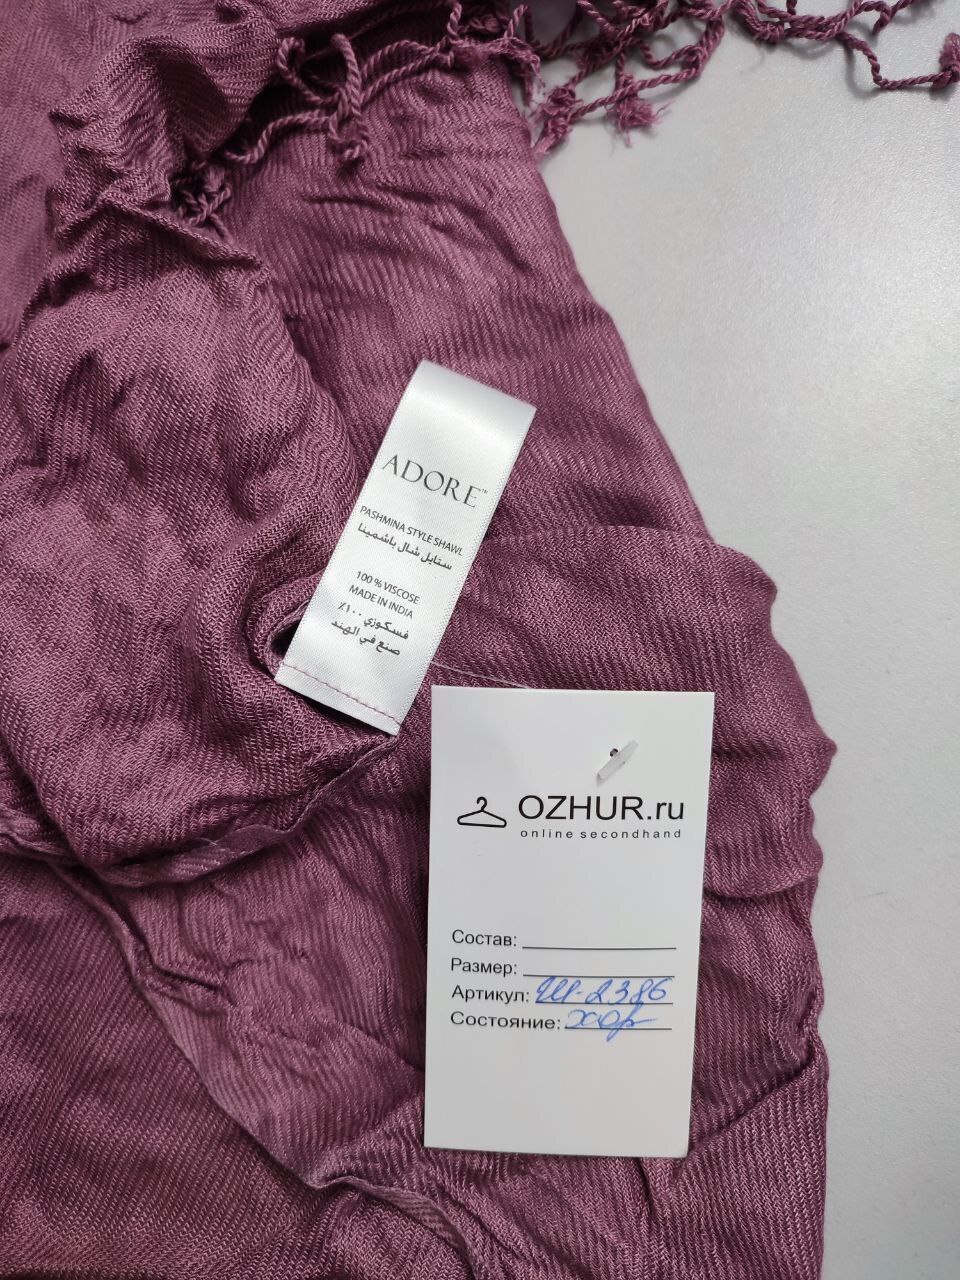 ADORE™
PASHMINA STYLE SHAWL
ستايل شال باشمينا
100 % VISCOSE
MADE IN INDIA
فسكوزي ١٠٠٪
صنع في الهند
OZHUR.ru
online secondhand
Состав:
Размер:
Артикул: Ш-2386
Состояние: хор